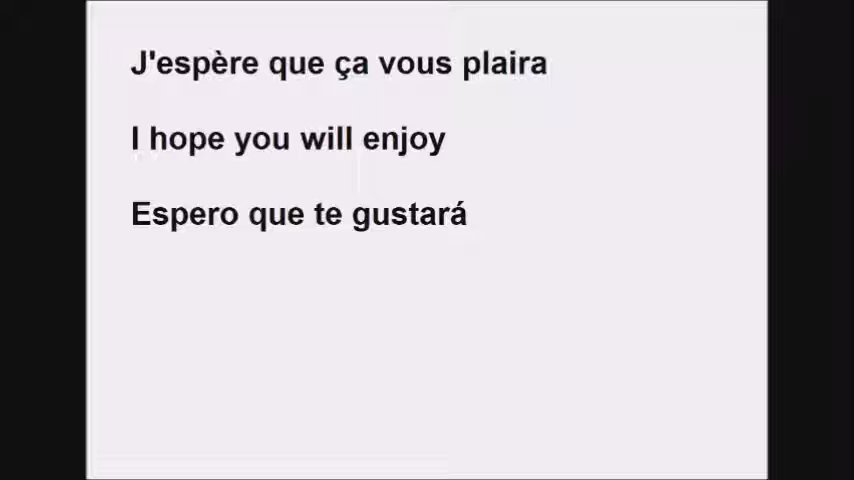 J'espère que ça vous plaira
I hope you will enjoy
Espero que te gustará